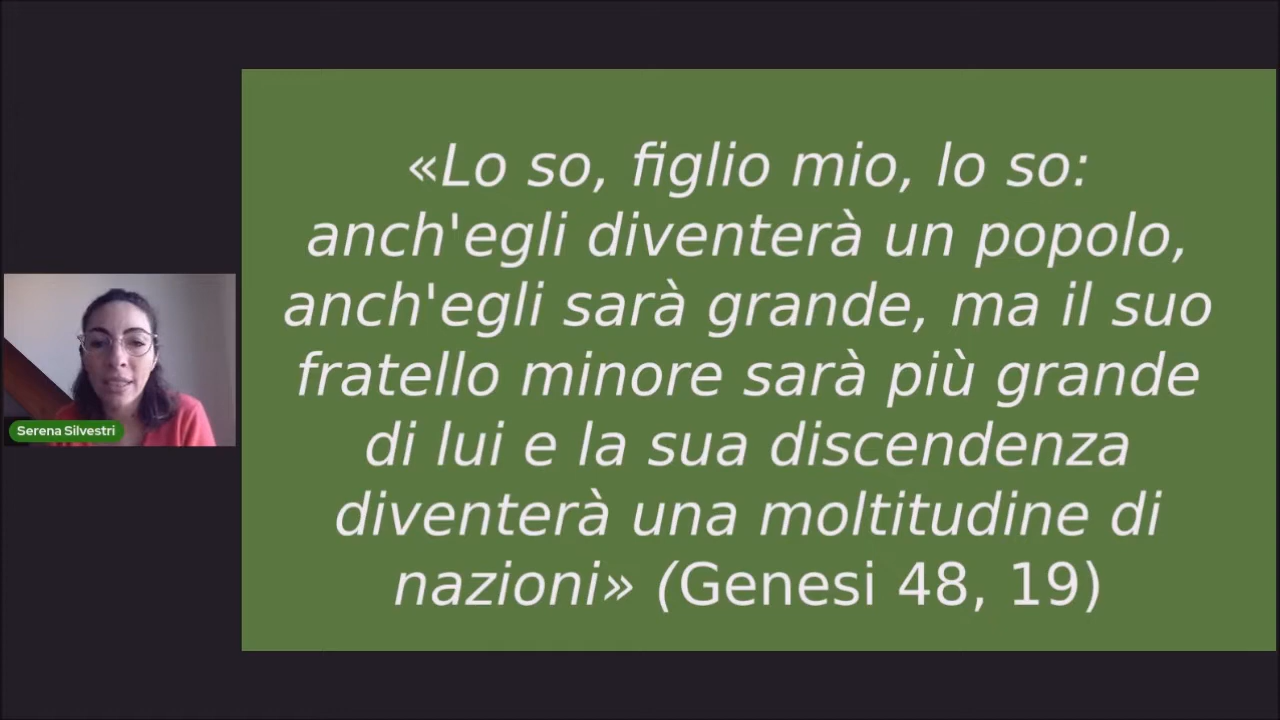 «Lo so, figlio mio, lo so:
anch'egli diventerà un popolo,
anch'egli sarà grande, ma il suo
fratello minore sarà più grande
di lui e la sua discendenza
diventerà una moltitudine di
nazioni» (Genesi 48, 19)
Serena Silvestri